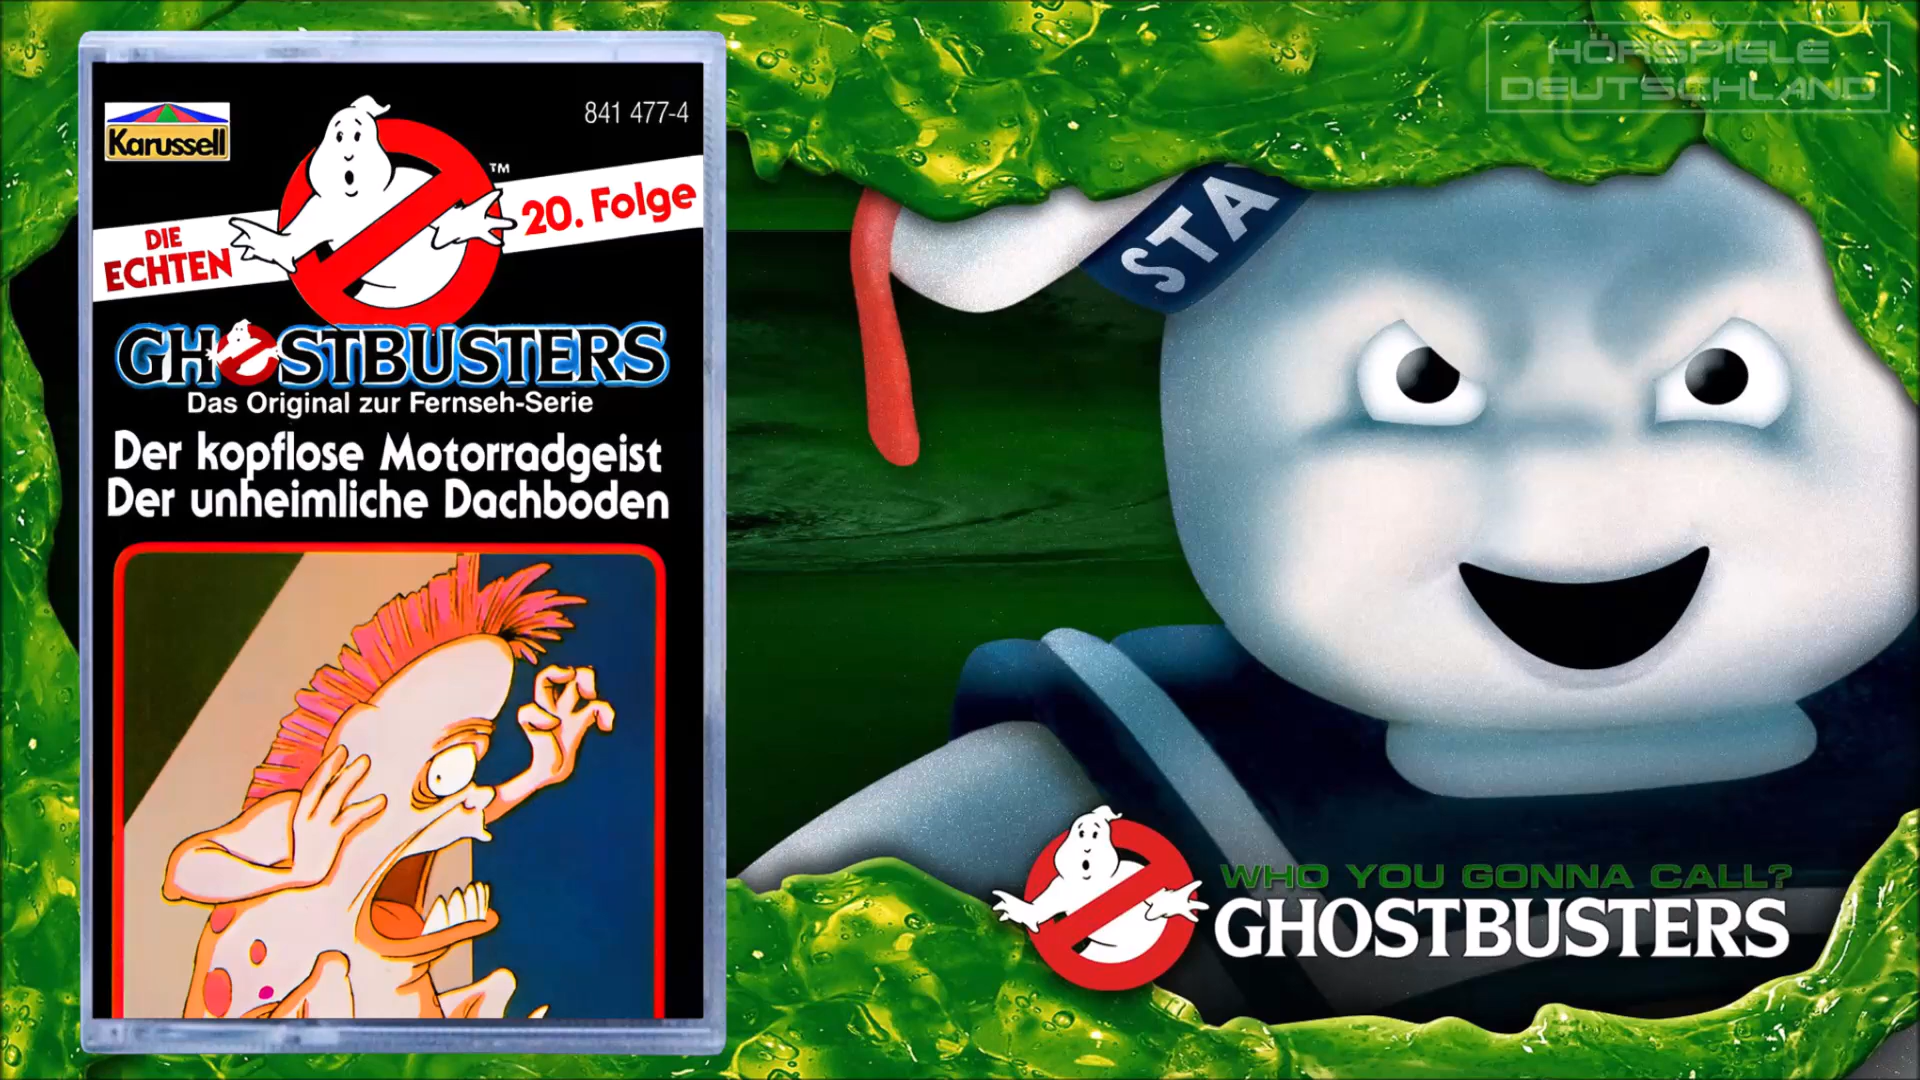 Karussell
841 477-4
™
DIE
ECHTEN
20. Folge
GHOSTBUSTERS
Das Original zur Fernseh-Serie
Der kopflose Motorradgeist
Der unheimliche Dachboden
HÖRSPIELE
DEUTSCHLAND
STA
WHO YOU GONNA CALL?
GHOSTBUSTERS